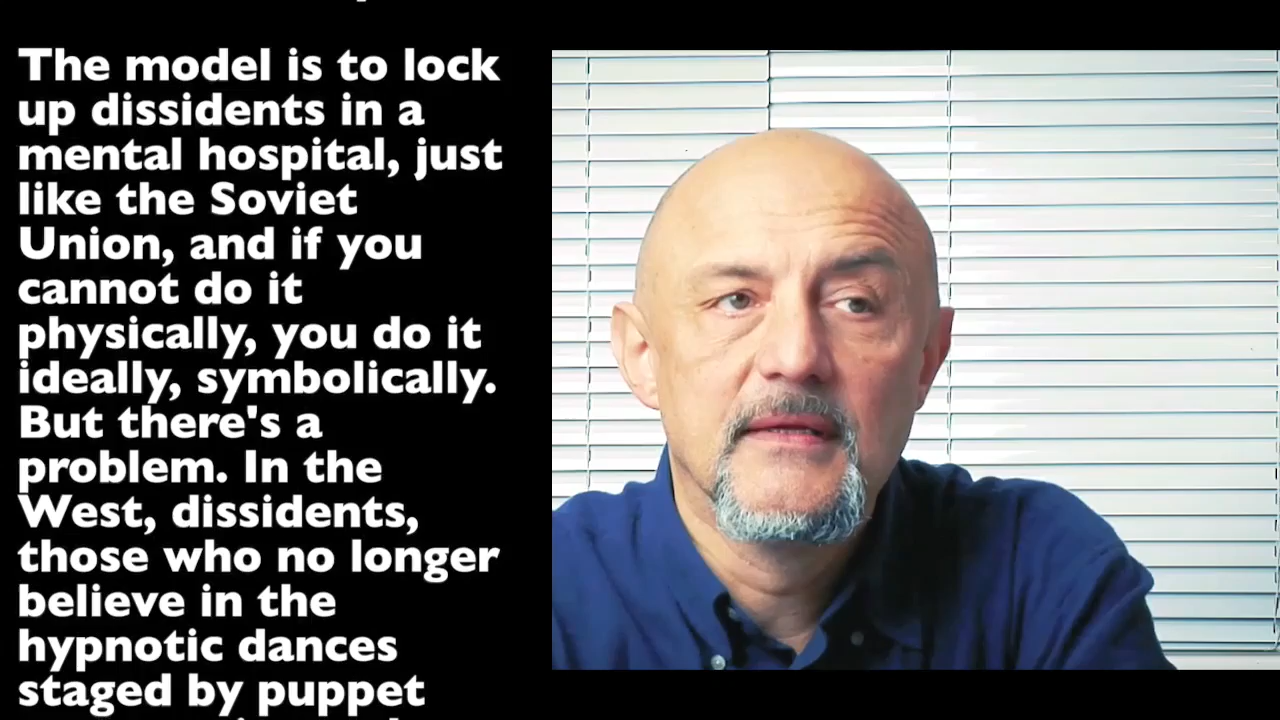 The model is to lock
up dissidents in a
mental hospital, just
like the Soviet
Union, and if you
cannot do it
physically, you do it
ideally, symbolically.
But there's a
problem. In the
West, dissidents,
those who no longer
believe in the
hypnotic dances
staged by puppet